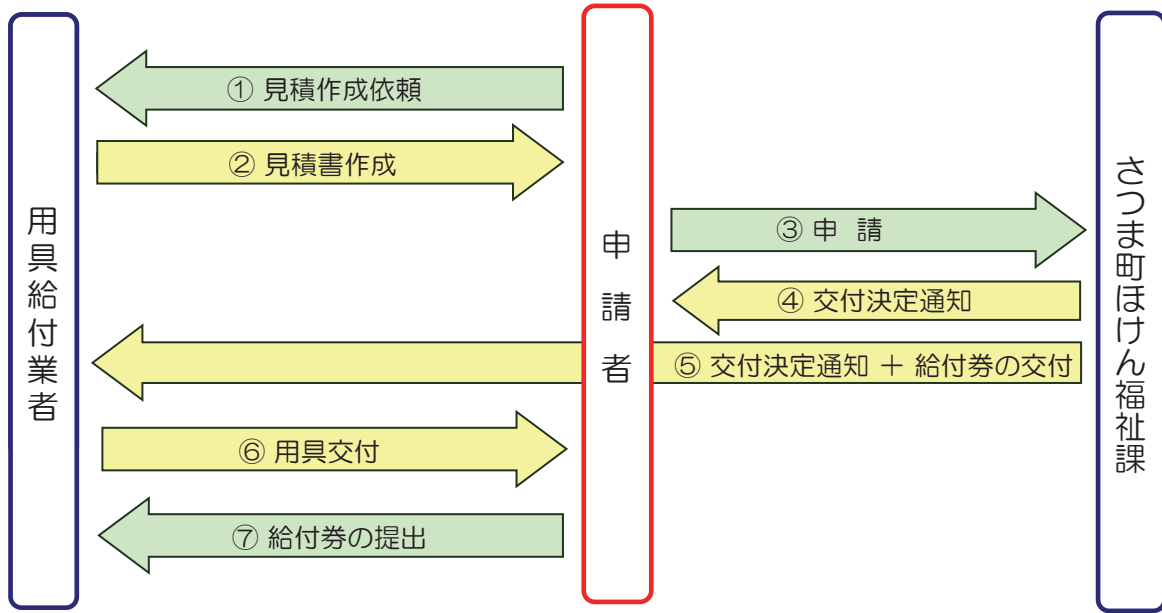 用具給付業者
① 見積作成依頼
② 見積書作成
申請者
③ 申 請
④ 交付決定通知
⑤ 交付決定通知 + 給付券の交付
⑥ 用具交付
⑦ 給付券の提出
さつま町ほけん福祉課